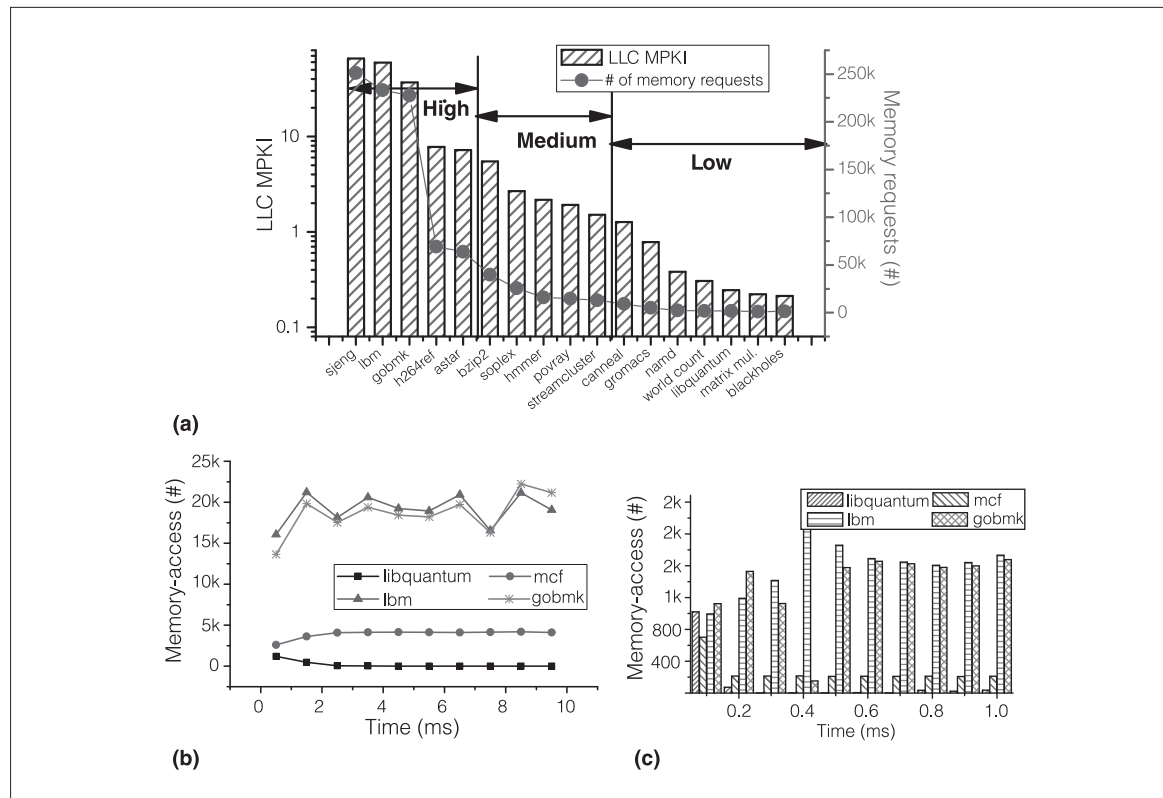 LLC MPKI
# of memory requests
High
Medium
Low
LLC MPKI
10
1
0.1
Memory requests (#)
250k
200k
150k
100k
50k
0
sjeng
lbm
gobmk
h264ref
astar
bzip2
soplex
hmmer
povray
streamcluster
canneal
gromacs
nand
world count
libquantum
matrix mul.
blackholes
(a)
Memory-access (#)
25k
20k
15k
10k
5k
0
libquantum
mcf
lbm
gobmk
0 2 4 6 8 10
Time (ms)
(b)
Memory-access (#)
2k
2k
2k
1k
800
400
libquantum
mcf
lbm
gobmk
0.2 0.4 0.6 0.8 1.0
Time (ms)
(c)